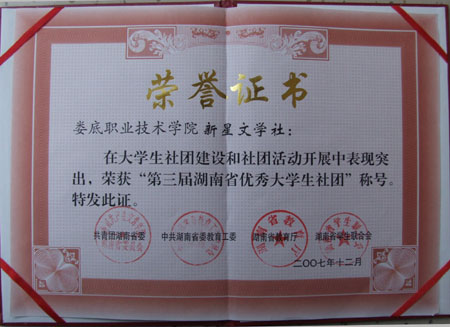 荣誉证书
娄底职业技术学院 新星文学社：
在大学生社团建设和社团活动开展中表现突
出，荣获“第三届湖南省优秀大学生社团”称号。
特发此证。
共青团湖南省委 中共湖南省委教育工委 湖南省教育厅 湖南省学生联合会
二〇〇七年十二月